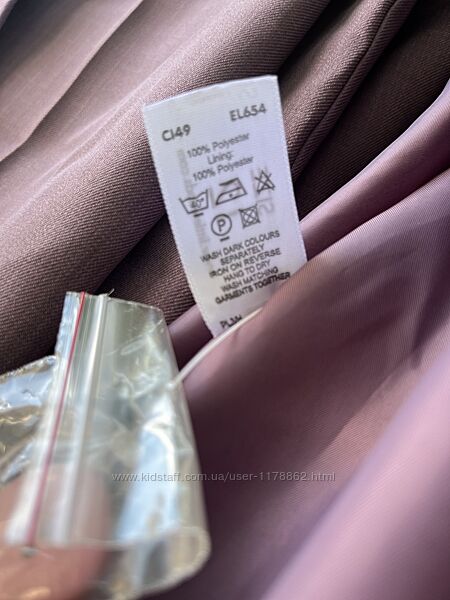 CI49 EL654
100% Polyester
Lining:
100% Polyester
P
WASH DARK COLOURS
SEPARATELY
IRON ON REVERSE
HANG TO DRY
WASH MATCHING
GARMENTS TOGETHER
www.kidstaff.com.ua/user-1178862.html